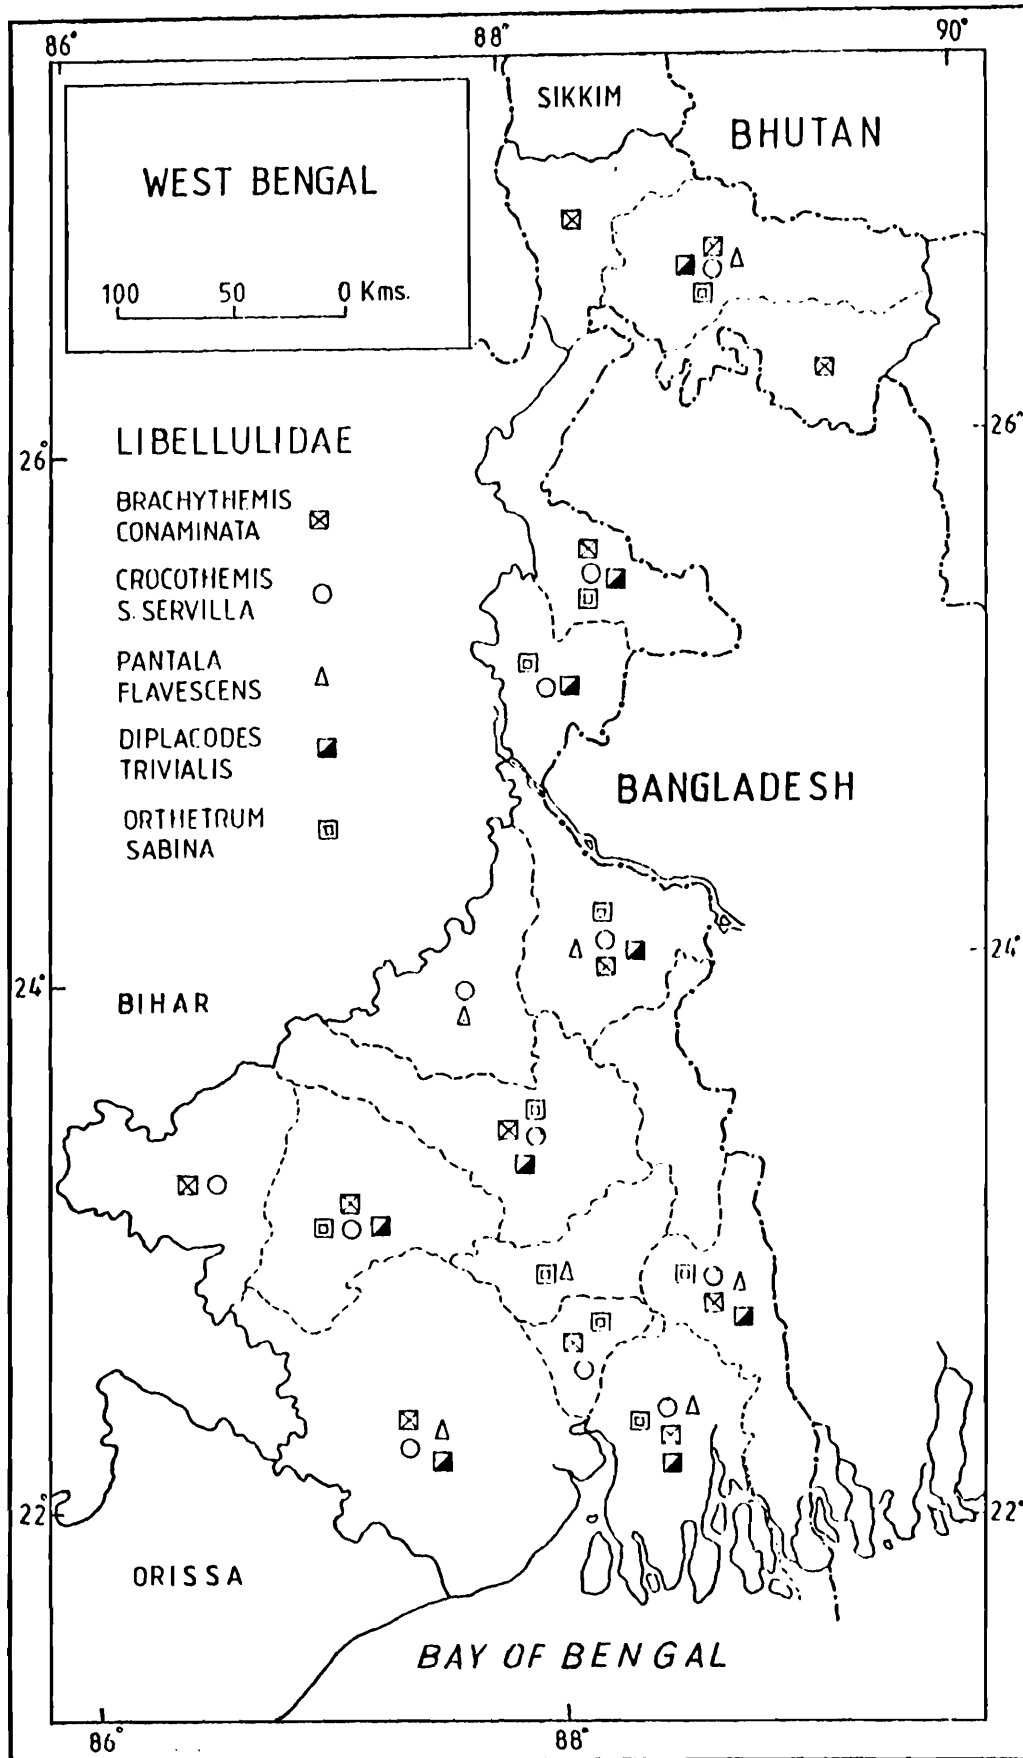 86°
88°
90°
SIKKIM
BHUTAN
WEST BENGAL
100 50 0 Kms.
LIBELLULIDAE
26°
26°
BRACHYTHEMIS
CONAMINATA
CROCOTHEMIS
S. SERVILLA
PANTALA
FLAVESCENS
DIPLACODES
TRIVIALIS
ORTHETRUM
SABINA
BANGLADESH
24°
24°
BIHAR
22°
22°
ORISSA
BAY OF BENGAL
86°
88°